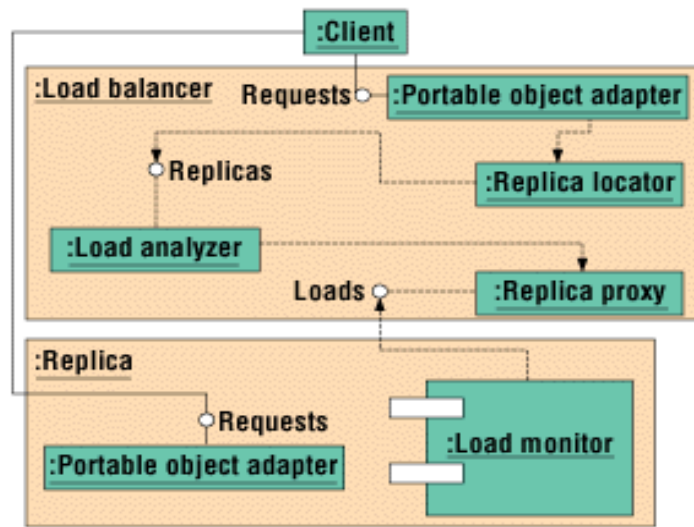 :Client
:Load balancer
Requests
:Portable object adapter
Replicas
:Replica locator
:Load analyzer
Loads
:Replica proxy
:Replica
Requests
:Load monitor
:Portable object adapter